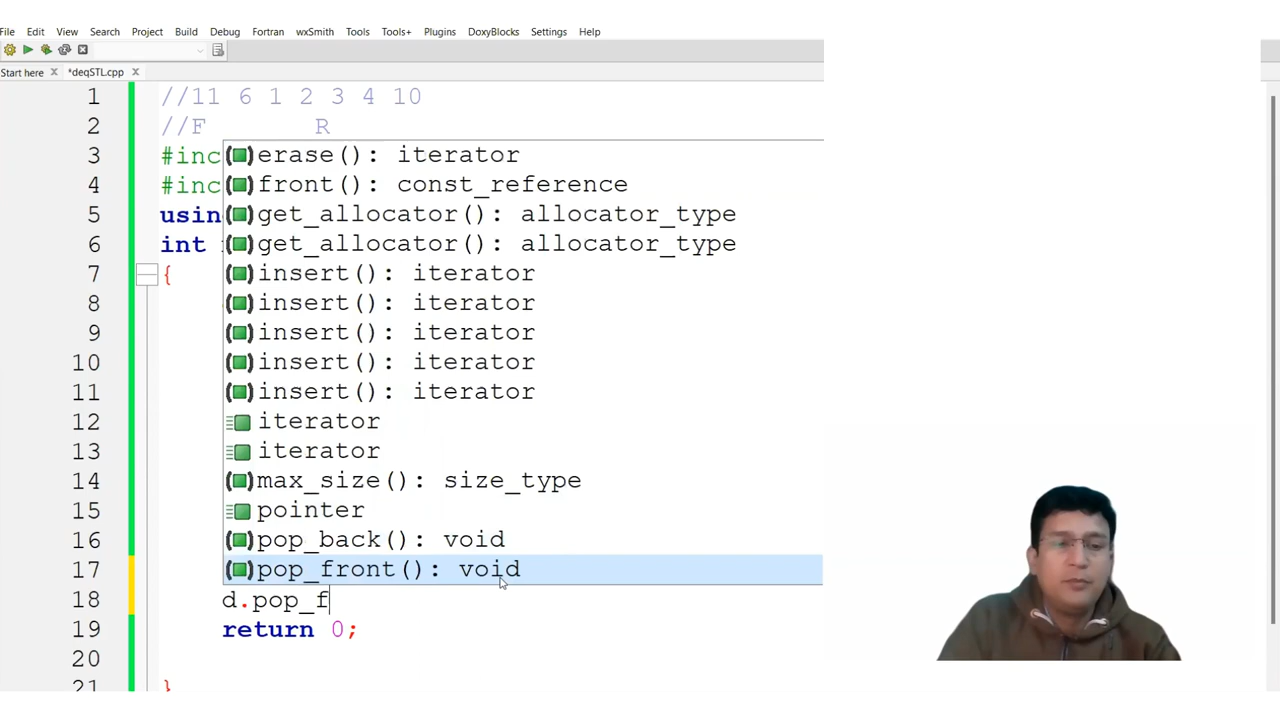 File Edit View Search Project Build Debug Fortran wxSmith Tools Tools+ Plugins DoxyBlocks Settings Help
Start here *deqSTL.cpp
1 //11 6 1 2 3 4 10
2 //F R
3 #inc
4 #inc
5 usin
6 int
7 {
8
9
10
11
12
13
14
15
16
17
18 d.pop_f
19 return 0;
20
21 }
erase(): iterator
front(): const_reference
get_allocator(): allocator_type
get_allocator(): allocator_type
insert(): iterator
insert(): iterator
insert(): iterator
insert(): iterator
insert(): iterator
iterator
iterator
max_size(): size_type
pointer
pop_back(): void
pop_front(): void